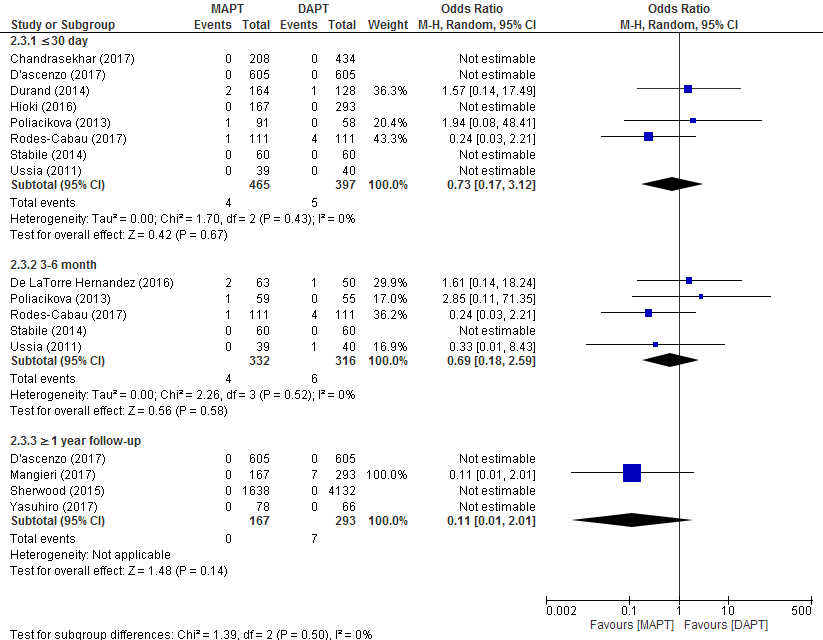 MAPT DAPT Odds Ratio Odds Ratio
Study or Subgroup Events Total Events Total Weight M-H, Random, 95% CI M-H, Random, 95% CI
2.3.1 ≤30 day
Chandrasekhar (2017) 0 208 0 434 Not estimable
D'ascenzo (2017) 0 605 0 605 Not estimable
Durand (2014) 2 164 1 128 36.3% 1.57 [0.14, 17.49]
Hioki (2016) 0 167 0 293 Not estimable
Poliacikova (2013) 1 91 0 58 20.4% 1.94 [0.08, 48.41]
Rodes-Cabau (2017) 1 111 4 111 43.3% 0.24 [0.03, 2.21]
Stabile (2014) 0 60 0 60 Not estimable
Ussia (2011) 0 39 0 40 Not estimable
Subtotal (95% CI) 465 397 100.0% 0.73 [0.17, 3.12]
Total events 4 5
Heterogeneity: Tau² = 0.00; Chi² = 1.70, df = 2 (P = 0.43); I² = 0%
Test for overall effect: Z = 0.42 (P = 0.67)
2.3.2 3-6 month
De LaTorre Hernandez (2016) 2 63 1 50 29.9% 1.61 [0.14, 18.24]
Poliacikova (2013) 1 59 0 55 17.0% 2.85 [0.11, 71.35]
Rodes-Cabau (2017) 1 111 4 111 36.2% 0.24 [0.03, 2.21]
Stabile (2014) 0 60 0 60 Not estimable
Ussia (2011) 0 39 1 40 16.9% 0.33 [0.01, 8.43]
Subtotal (95% CI) 332 316 100.0% 0.69 [0.18, 2.59]
Total events 4 6
Heterogeneity: Tau² = 0.00; Chi² = 2.26, df = 3 (P = 0.52); I² = 0%
Test for overall effect: Z = 0.56 (P = 0.58)
2.3.3 ≥1 year follow-up
D'ascenzo (2017) 0 605 0 605 Not estimable
Mangieri (2017) 0 167 7 293 100.0% 0.11 [0.01, 2.01]
Sherwood (2015) 0 1638 0 4132 Not estimable
Yasuhiro (2017) 0 78 0 66 Not estimable
Subtotal (95% CI) 167 293 100.0% 0.11 [0.01, 2.01]
Total events 0 7
Heterogeneity: Not applicable
Test for overall effect: Z = 1.48 (P = 0.14)
0.002 0.1 1 10 500
Favours [MAPT] Favours [DAPT]
Test for subgroup differences: Chi² = 1.39, df = 2 (P = 0.50), I² = 0%